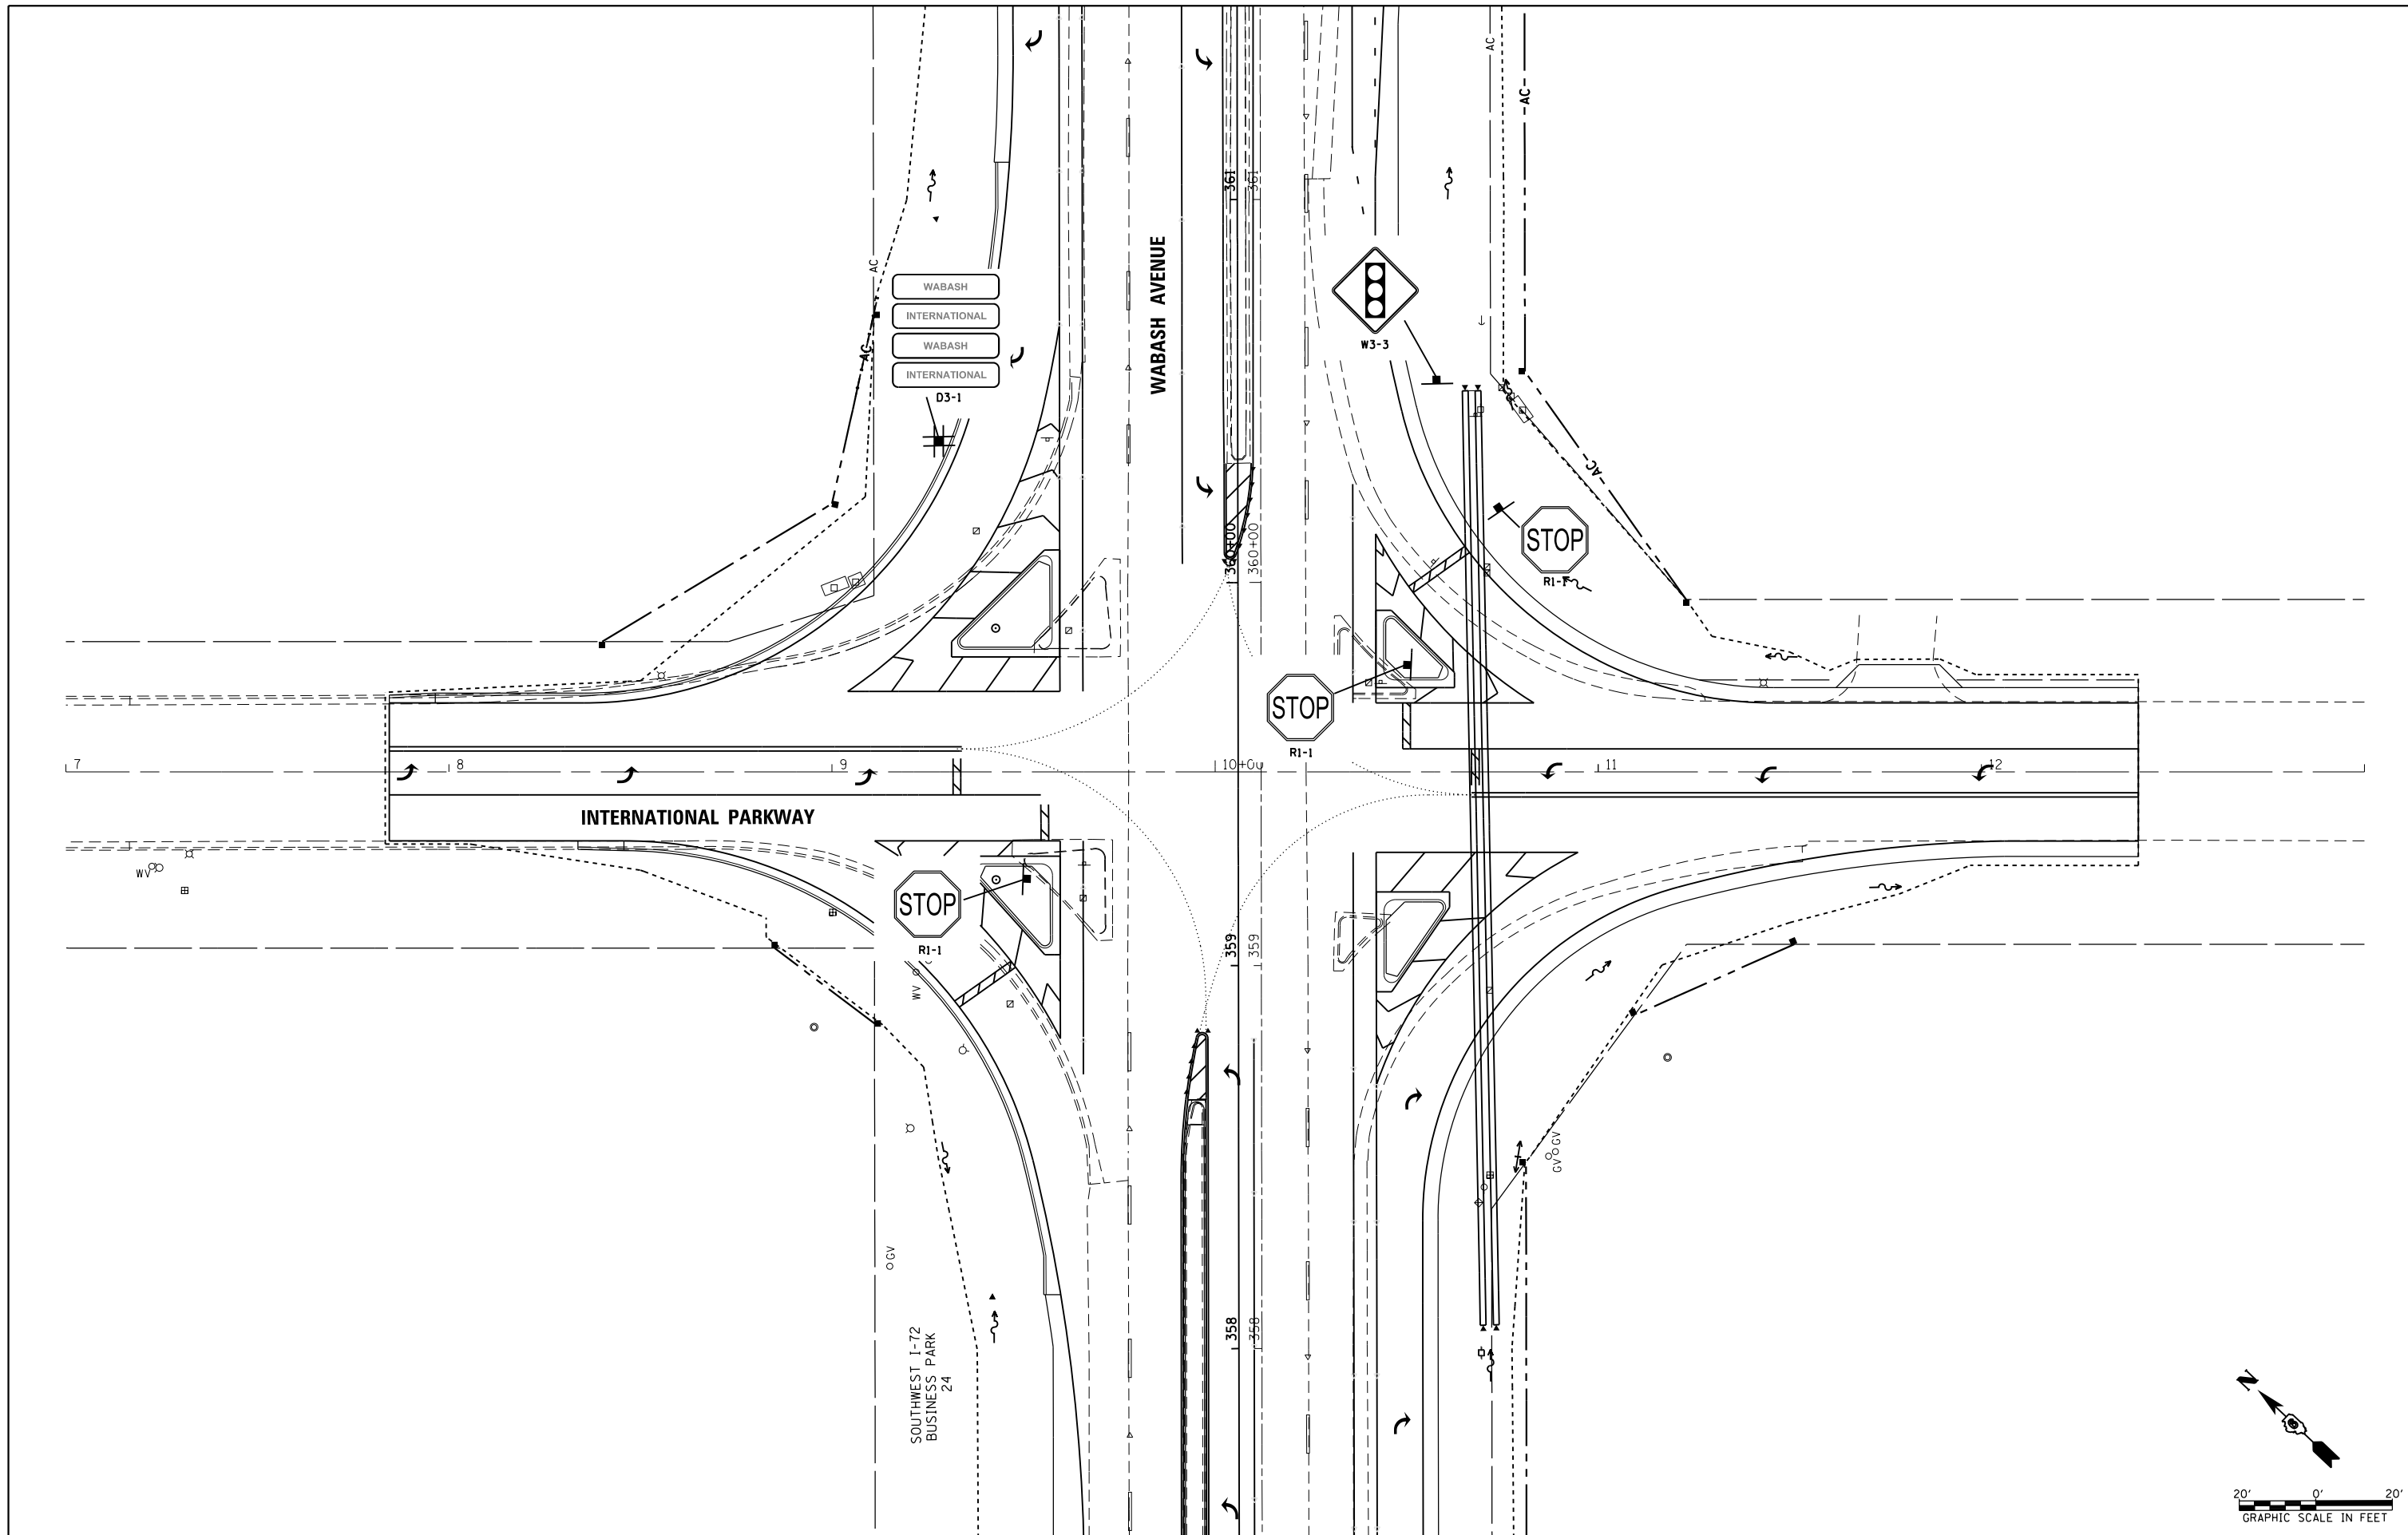 AC
AC
361
361
WABASH AVENUE
AC
WABASH
INTERNATIONAL
WABASH
INTERNATIONAL
D3-1
AC
W3-3
AC
STOP
R1-1
360+00
360+00
STOP
R1-1
7
8
9
10+00
11
12
INTERNATIONAL PARKWAY
WV
STOP
R1-1
WV
359
359
GV
GV
GV
358
358
SOUTHWEST I-72
BUSINESS PARK
24
N
20'
0'
20'
GRAPHIC SCALE IN FEET